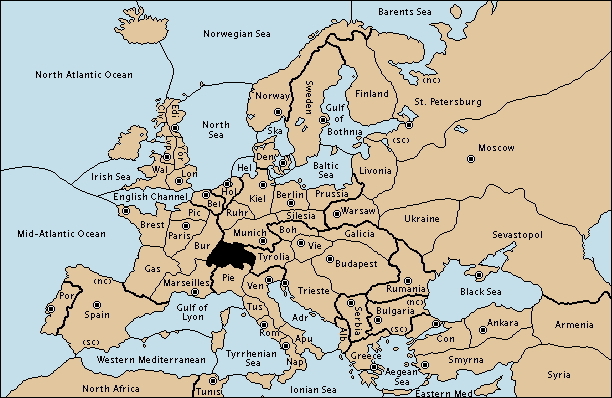 Barents Sea
Norwegian Sea
North Atlantic Ocean
(nc)
Norway
Sweden
Finland
St. Petersburg
Edi
Cly
Gulf
of
Bothnia
North
Sea
Ska
(sc)
Moscow
Yor
Wal
Lon
Den
Hel
Baltic
Sea
Livonia
Irish Sea
English Channel
Hol
Bel
Kiel
Berlin
Prussia
Ruhr
Silesia
Warsaw
Ukraine
Sevastopol
Mid-Atlantic Ocean
Brest
Pic
Paris
Bur
Munich
Boh
Galicia
Vie
Tyrolia
Budapest
Gas
Marseilles
Pie
Ven
Trieste
Rumania
Black Sea
(nc)
Por
Spain
(sc)
Gulf of
Lyon
Tus
Rom
Adr
Apu
Nap
Serbia
Alb
Bulgaria
(nc)
(sc)
Con
Ankara
Armenia
Western Mediterranean
Tyrrhenian
Sea
Greece
Aegean
Sea
Smyrna
Syria
North Africa
Tunis
Ionian Sea
Eastern Med